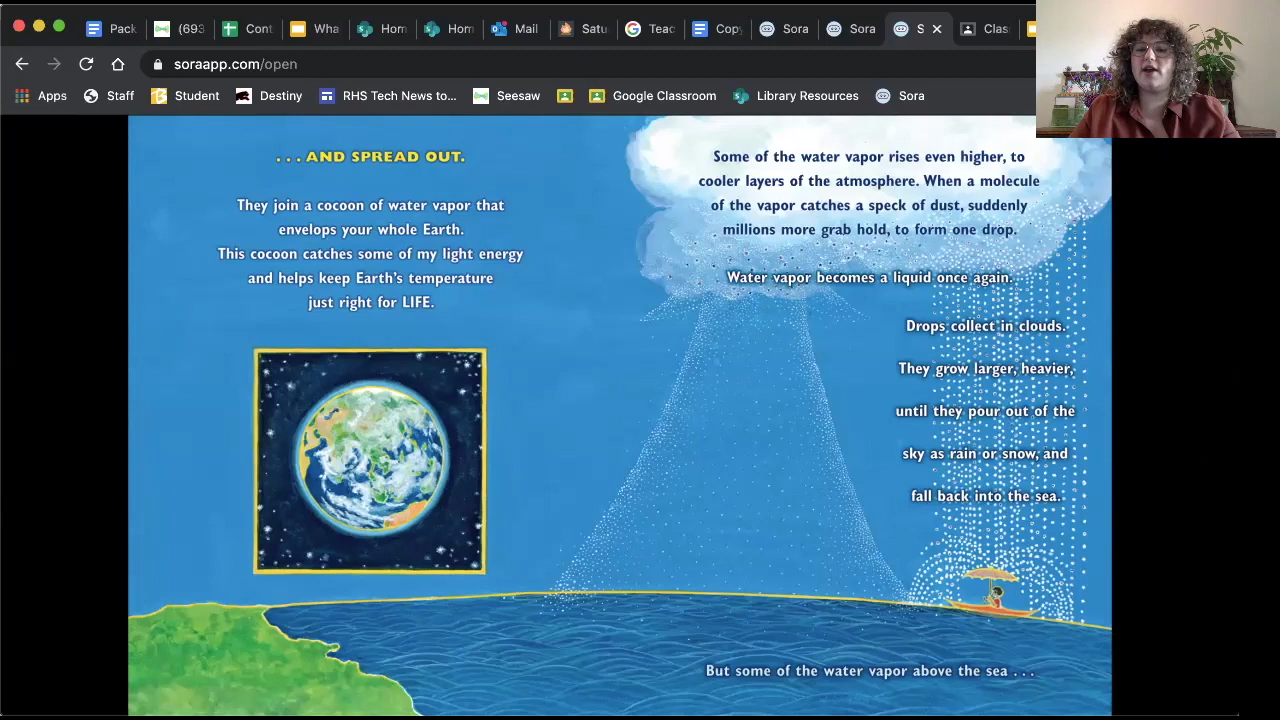 Pack
(693
Cont
Wha
Hom
Hom
Mail
Satu
Teac
Copy
Sora
Sora
S
Clas
soraapp.com/open
Apps
Staff
Student
Destiny
RHS Tech News to...
Seesaw
Google Classroom
Library Resources
Sora
. . . AND SPREAD OUT.
They join a cocoon of water vapor that
envelops your whole Earth.
This cocoon catches some of my light energy
and helps keep Earth's temperature
just right for LIFE.
Some of the water vapor rises even higher, to
cooler layers of the atmosphere. When a molecule
of the vapor catches a speck of dust, suddenly
millions more grab hold, to form one drop.
Water vapor becomes a liquid once again.
Drops collect in clouds.
They grow larger, heavier,
until they pour out of the
sky as rain or snow, and
fall back into the sea.
But some of the water vapor above the sea . . .